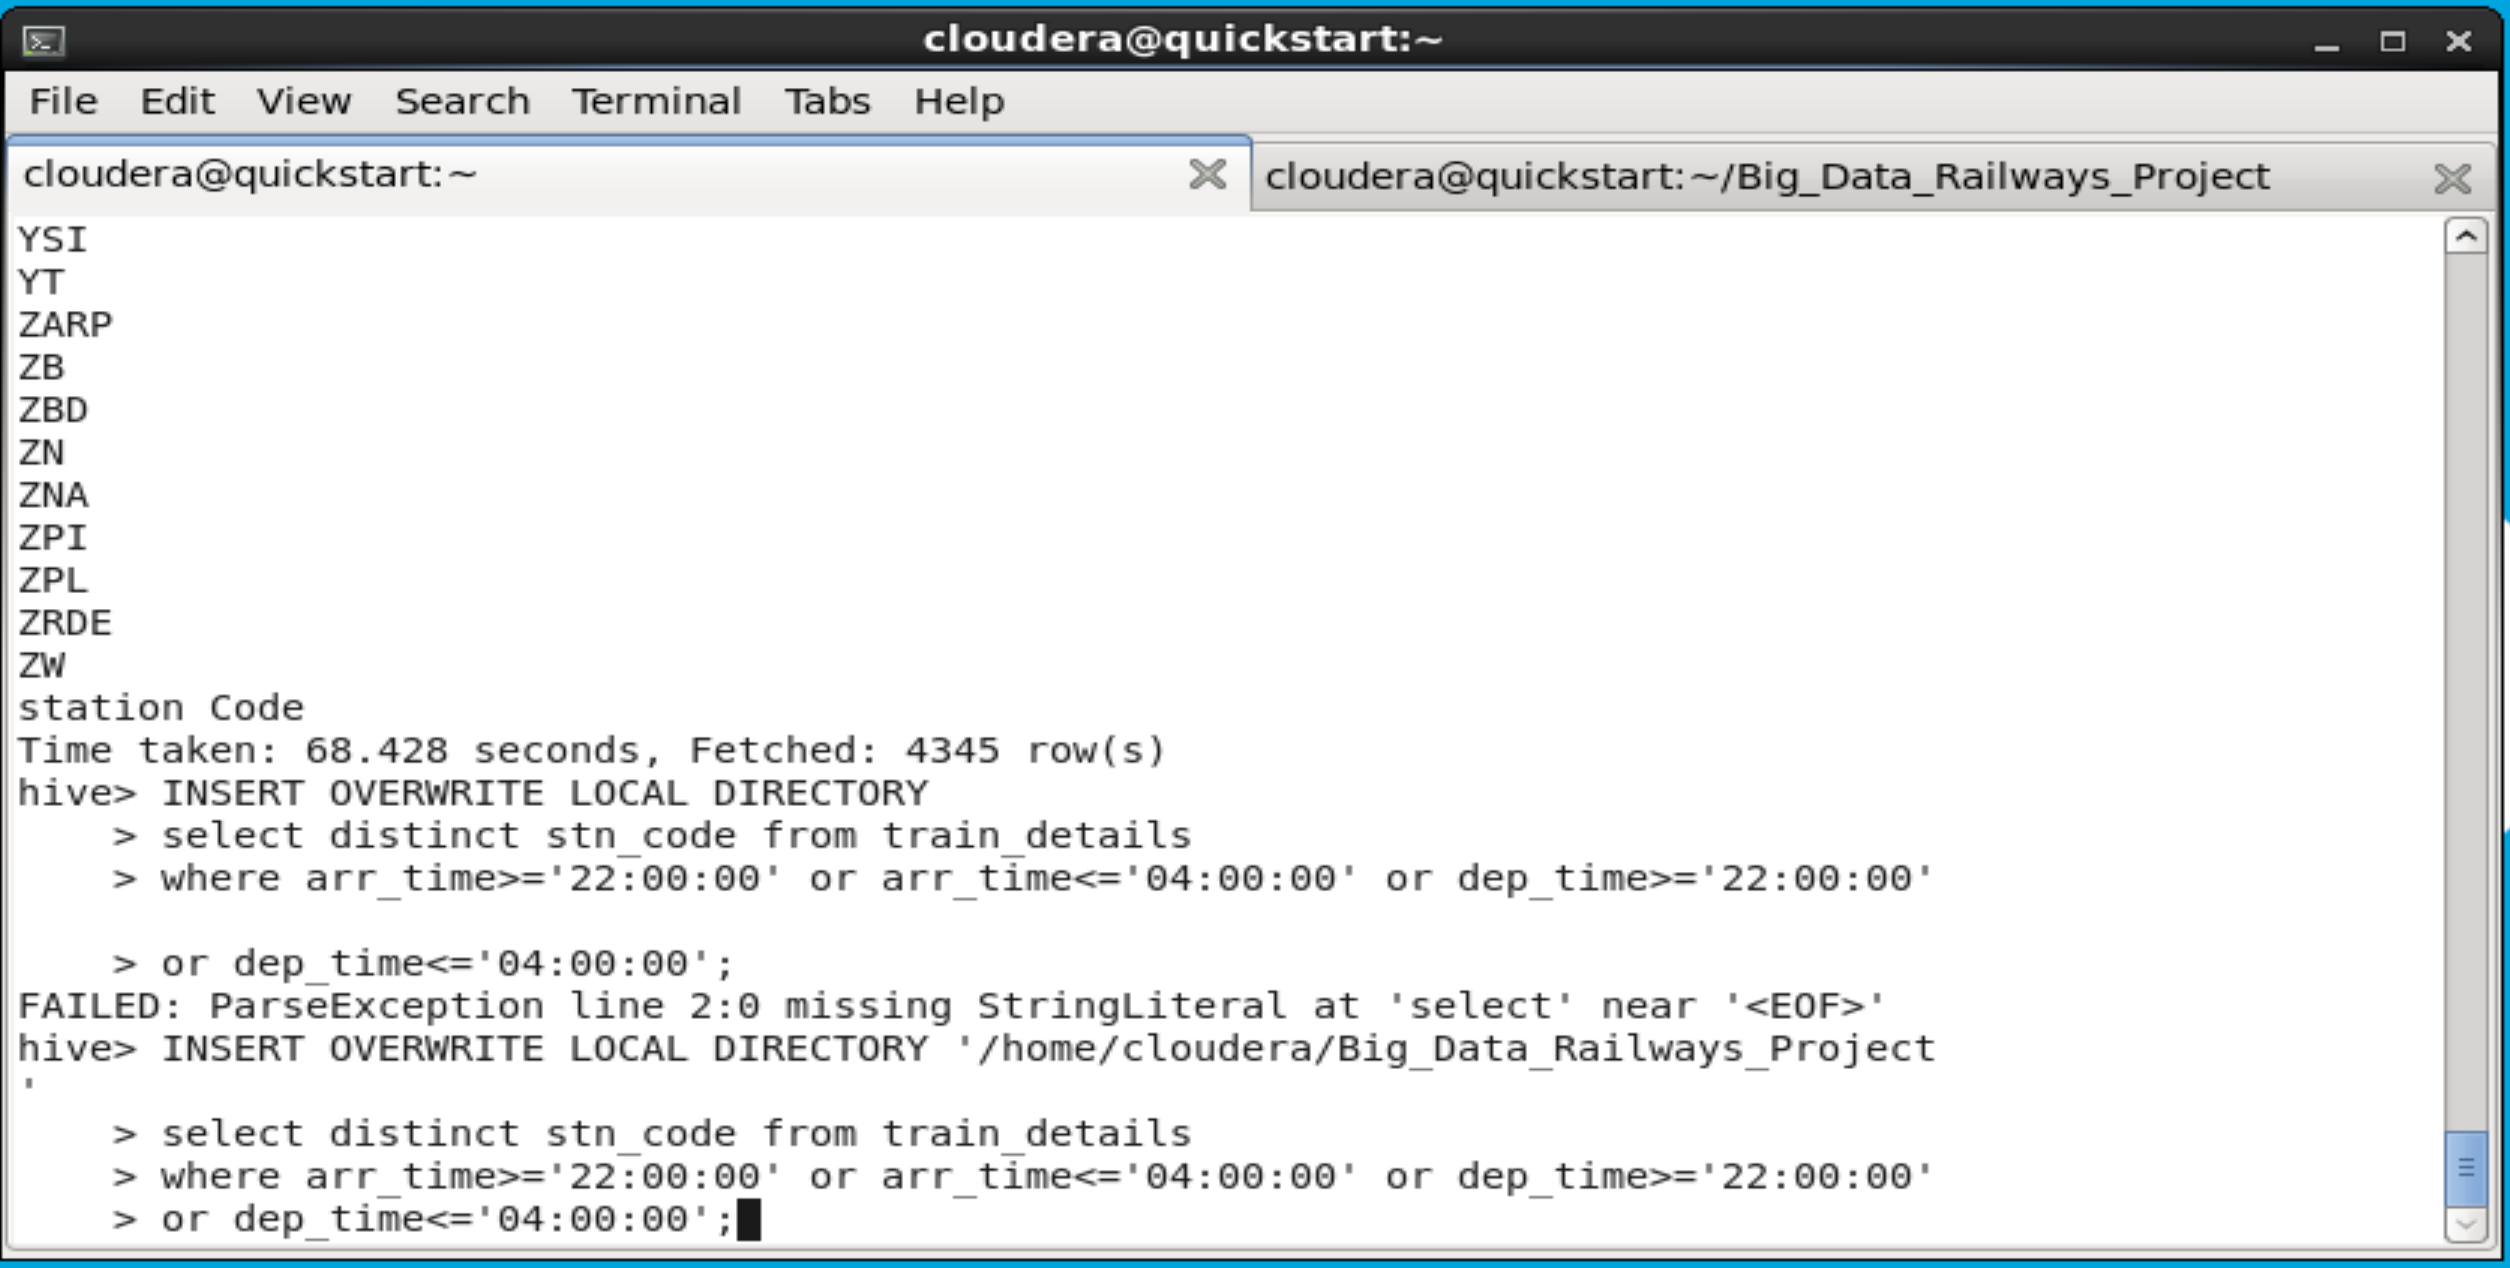 cloudera@quickstart:~
File Edit View Search Terminal Tabs Help
cloudera@quickstart:~ cloudera@quickstart:~/Big_Data_Railways_Project
YSI
YT
ZARP
ZB
ZBD
ZN
ZNA
ZPI
ZPL
ZRDE
ZW
station Code
Time taken: 68.428 seconds, Fetched: 4345 row(s)
hive> INSERT OVERWRITE LOCAL DIRECTORY
    > select distinct stn_code from train_details
    > where arr_time>='22:00:00' or arr_time<='04:00:00' or dep_time>='22:00:00'
    > or dep_time<='04:00:00';
FAILED: ParseException line 2:0 missing StringLiteral at 'select' near '<EOF>'
hive> INSERT OVERWRITE LOCAL DIRECTORY '/home/cloudera/Big_Data_Railways_Project
'
    > select distinct stn_code from train_details
    > where arr_time>='22:00:00' or arr_time<='04:00:00' or dep_time>='22:00:00'
    > or dep_time<='04:00:00';